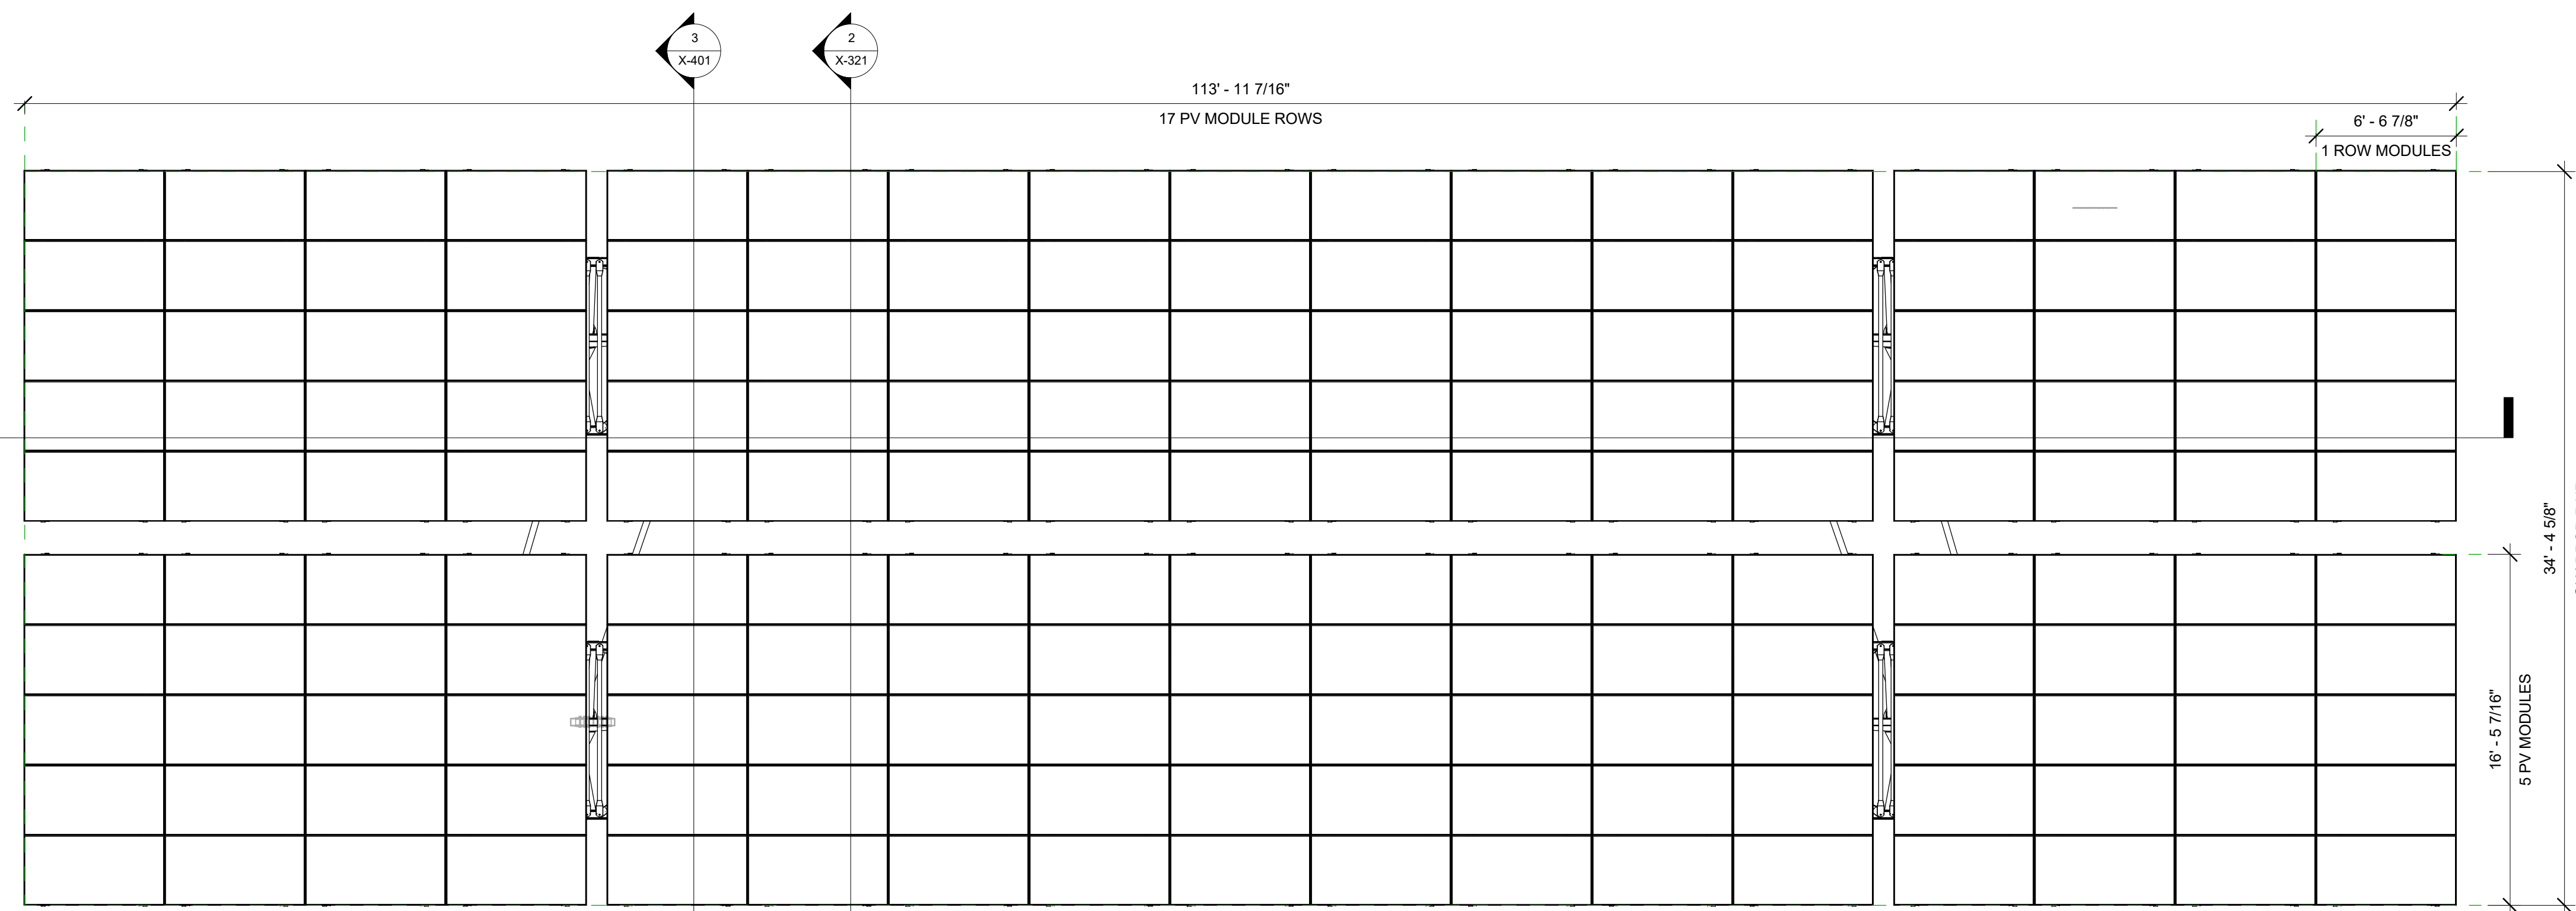 3
X-401
2
X-321
113' - 11 7/16"
17 PV MODULE ROWS
6' - 6 7/8"
1 ROW MODULES
34' - 4 5/8"
16' - 5 7/16"
5 PV MODULES